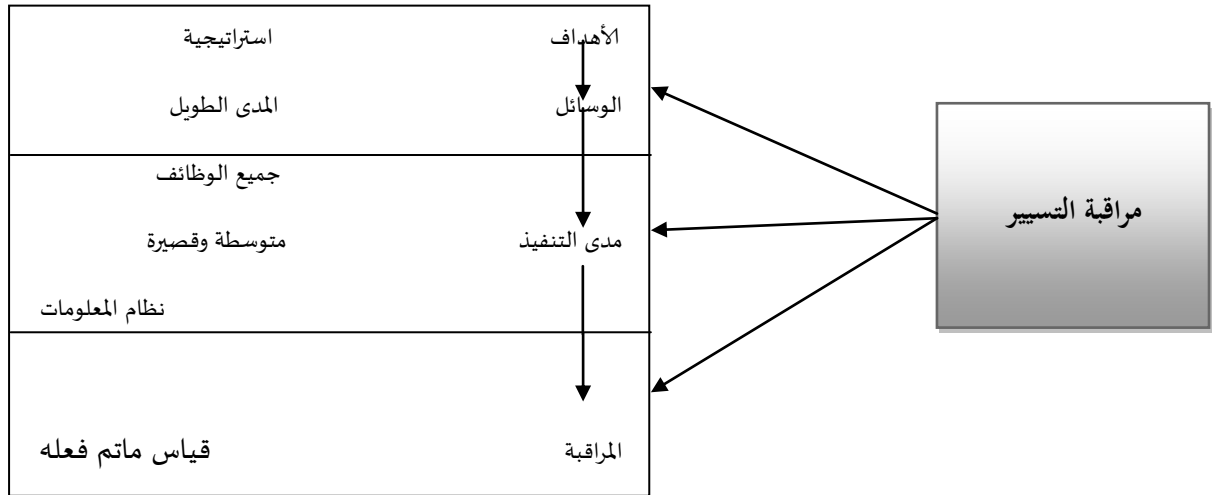 الأهداف استراتيجية
الوسائل المدى الطويل
جميع الوظائف
مدى التنفيذ متوسطة وقصيرة
نظام المعلومات
المراقبة قياس ماتم فعله
مراقبة التسيير